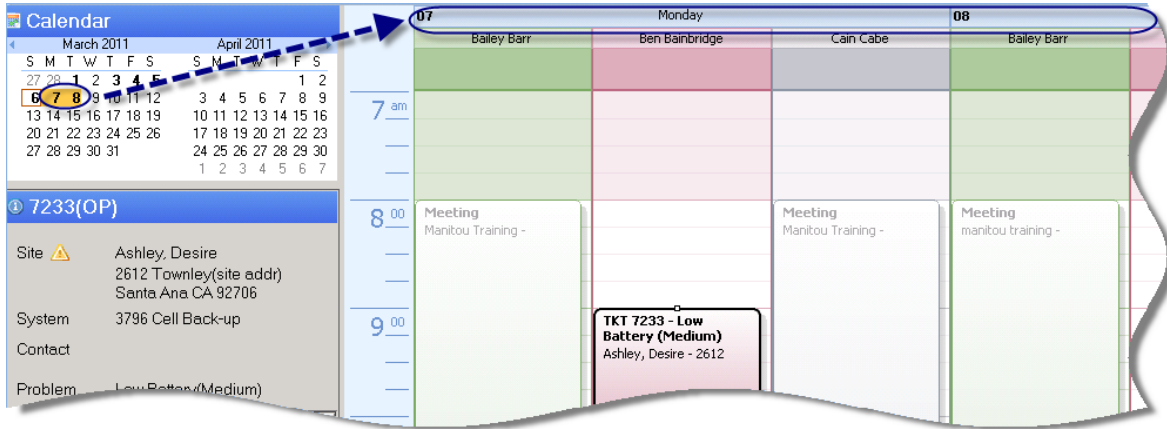 Calendar
March 2011 April 2011
S M T W T F S S M T W T F S
27 28 1 2 3 4 5 1 2
6 7 8 9 10 11 12 3 4 5 6 7 8 9
13 14 15 16 17 18 19 10 11 12 13 14 15 16
20 21 22 23 24 25 26 17 18 19 20 21 22 23
27 28 29 30 31 24 25 26 27 28 29 30
1 2 3 4 5 6 7
7233(OP)
Site Ashley, Desire
2612 Townley(site addr)
Santa Ana CA 92706
System 3796 Cell Back-up
Contact
Problem Low Battery(Medium)
07 Monday 08
Bailey Barr Ben Bainbridge Cain Cabe Bailey Barr
7 am
8 00
Meeting Meeting Meeting
Manitou Training - Manitou Training - manitou training -
9 00
TKT 7233 - Low
Battery (Medium)
Ashley, Desire - 2612